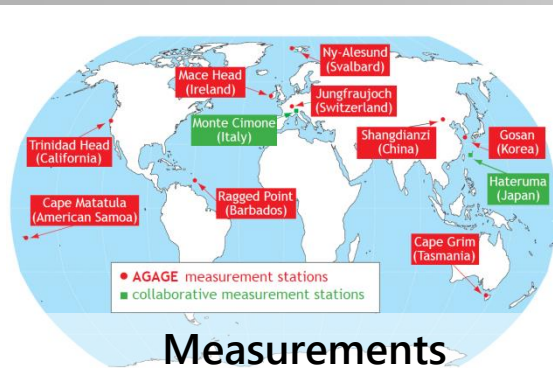 Ny-Alesund
(Svalbard)
Mace Head
(Ireland)
Jungfraujoch
(Switzerland)
Monte Cimone
(Italy)
Trinidad Head
(California)
Shangdianzi
(China)
Gosan
(Korea)
Hateruma
(Japan)
Ragged Point
(Barbados)
Cape Matatula
(American Samoa)
Cape Grim
(Tasmania)
AGAGE measurement stations
collaborative measurement stations
Measurements